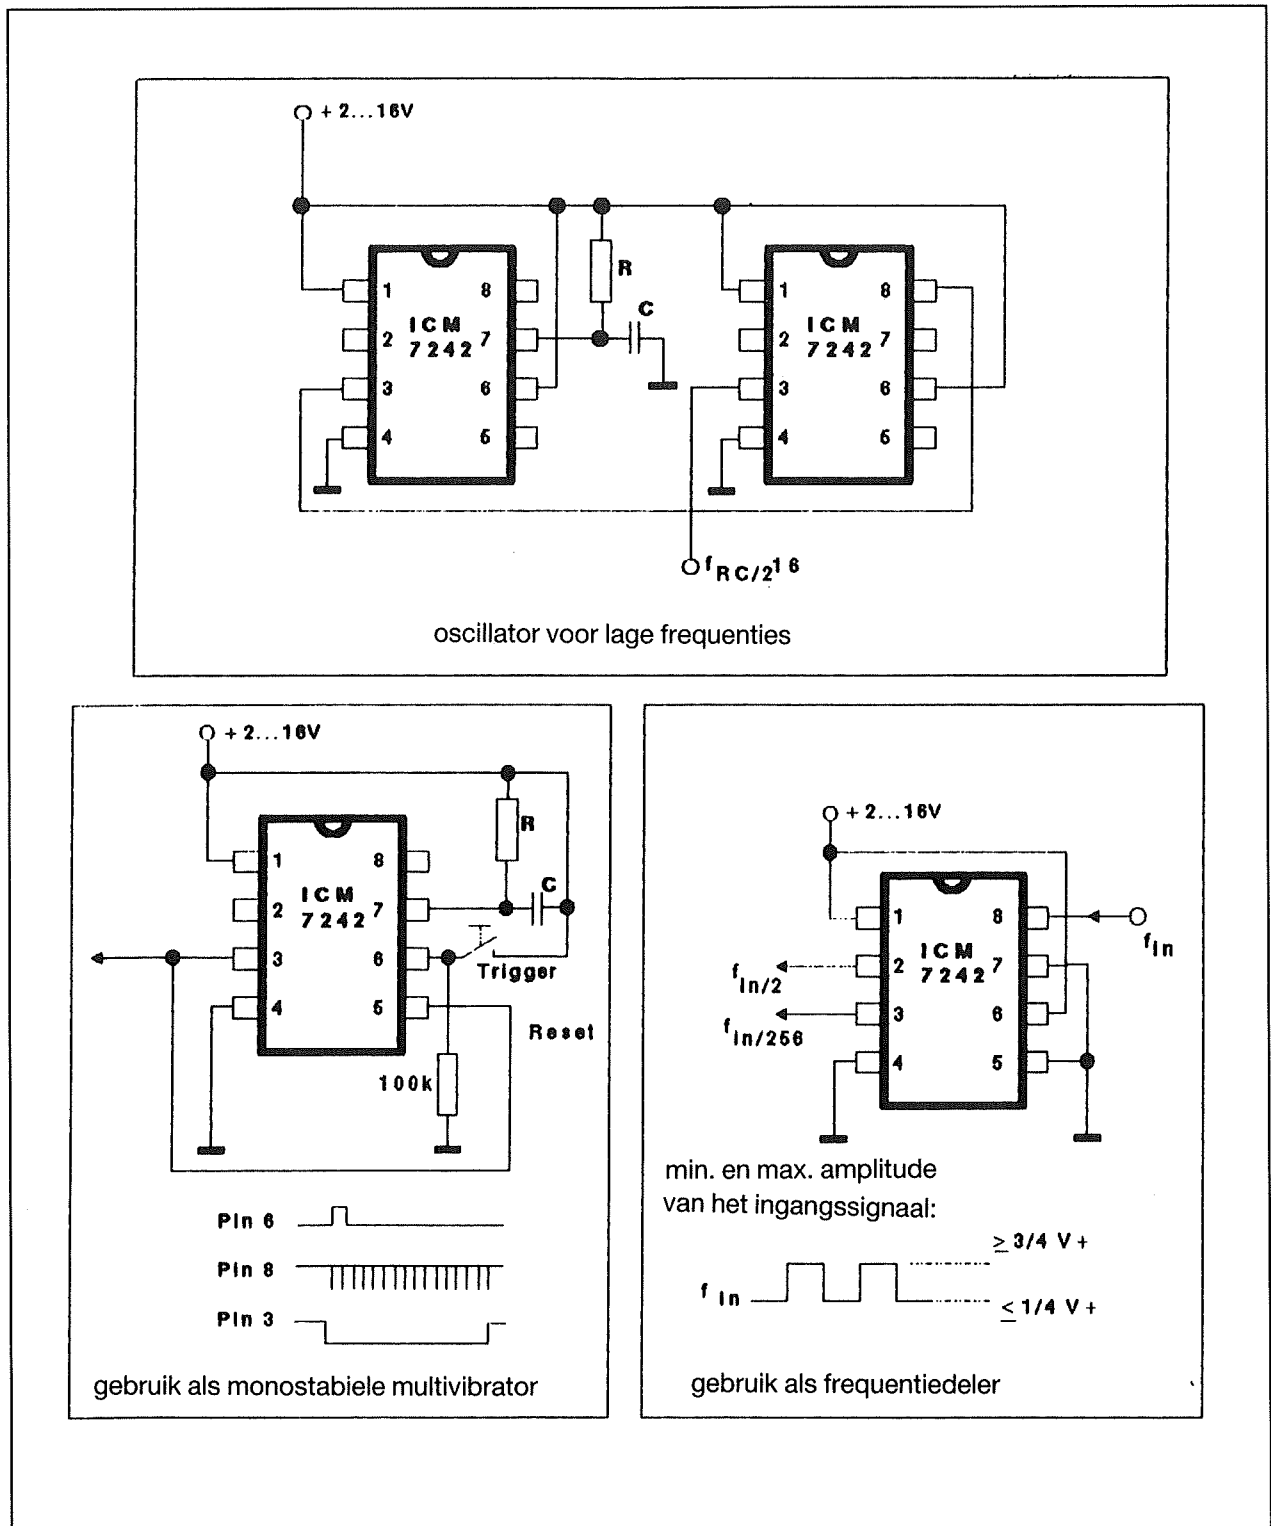 + 2...16V
R
C
1 8
ICM
2 7242 7
3 6
4 5
1 8
ICM
2 7242 7
3 6
4 5
fRC/2^16
oscillator voor lage frequenties
+ 2...16V
R
C
1 8
ICM
2 7242 7
3 6
Trigger
4 5
Reset
100k
Pin 6
Pin 8
Pin 3
gebruik als monostabiele multivibrator
+ 2...16V
1 8
fin
ICM
2 7242 7
fin/2
3 6
fin/256
4 5
min. en max. amplitude
van het ingangssignaal:
≥ 3/4 V +
f in
≤ 1/4 V +
gebruik als frequentiedeler